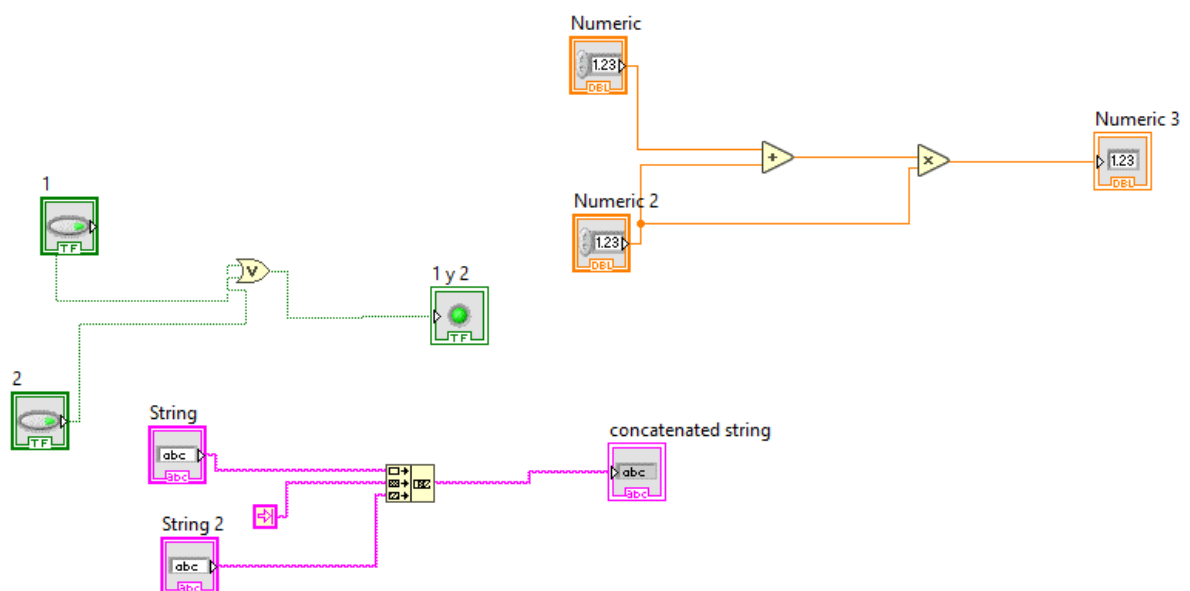 Numeric
1.23
DBL
Numeric 3
1.23
DBL
+
x
1
TF
Numeric 2
1.23
DBL
V
1 y 2
TF
2
TF
String
abc
abc
concatenated string
abc
abc
String 2
abc
abc